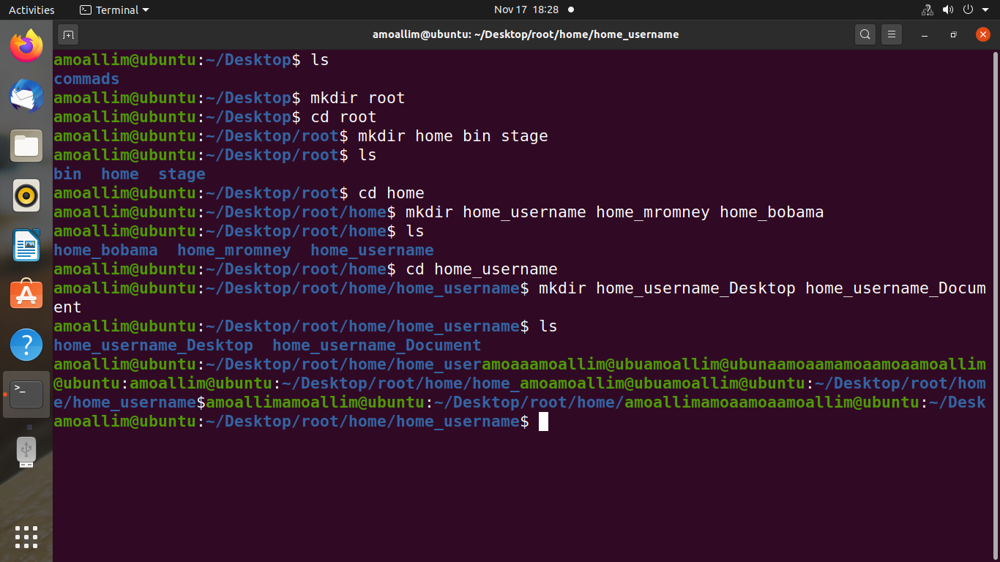 Activities Terminal Nov 17 18:28
amoallim@ubuntu: ~/Desktop/root/home/home_username
amoallim@ubuntu:~/Desktop$ ls
commads
amoallim@ubuntu:~/Desktop$ mkdir root
amoallim@ubuntu:~/Desktop$ cd root
amoallim@ubuntu:~/Desktop/root$ mkdir home bin stage
amoallim@ubuntu:~/Desktop/root$ ls
bin  home  stage
amoallim@ubuntu:~/Desktop/root$ cd home
amoallim@ubuntu:~/Desktop/root/home$ mkdir home_username home_mromney home_bobama
amoallim@ubuntu:~/Desktop/root/home$ ls
home_bobama  home_mromney  home_username
amoallim@ubuntu:~/Desktop/root/home$ cd home_username
amoallim@ubuntu:~/Desktop/root/home/home_username$ mkdir home_username_Desktop home_username_Docum
ent
amoallim@ubuntu:~/Desktop/root/home/home_username$ ls
home_username_Desktop  home_username_Document
amoallim@ubuntu:~/Desktop/root/home/home_useramoaaamoallim@ubuamoallim@ubunaamoaamamoaamoaamoallim
@ubuntu:amoallim@ubuntu:~/Desktop/root/home/home_amoamoallim@ubuamoallim@ubuntu:~/Desktop/root/hom
e/home_username$amoallimamoallim@ubuntu:~/Desktop/root/home/amoallimamoaamoaamoallim@ubuntu:~/Desk
amoallim@ubuntu:~/Desktop/root/home/home_username$